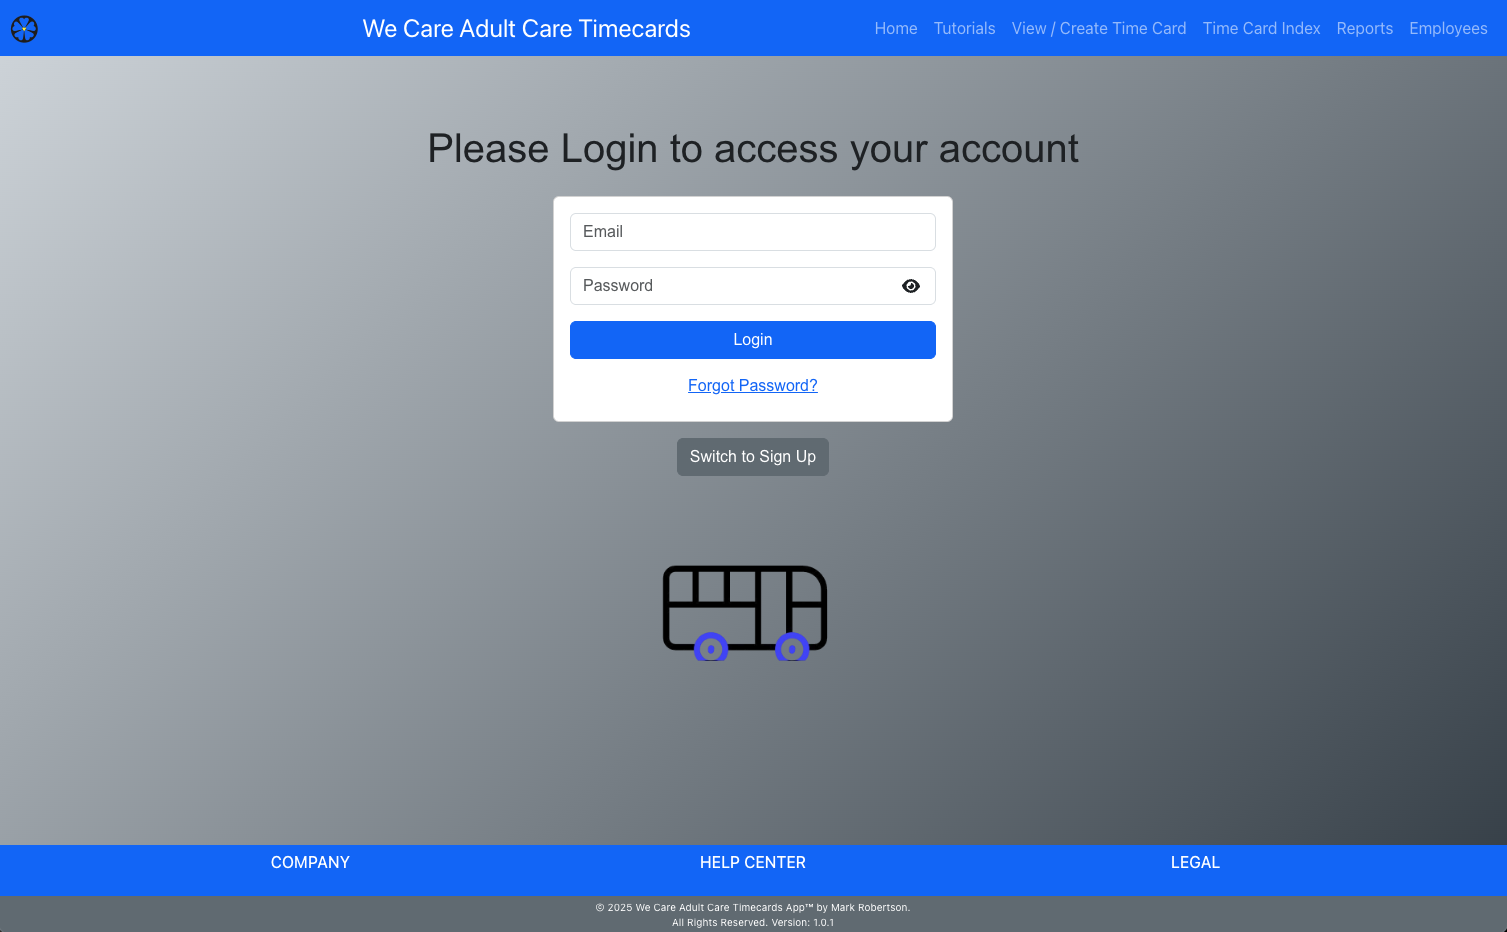 We Care Adult Care Timecards
Home Tutorials View / Create Time Card Time Card Index Reports Employees
Please Login to access your account
Email
Password
Login
Forgot Password?
Switch to Sign Up
COMPANY HELP CENTER LEGAL
© 2025 We Care Adult Care Timecards App™ by Mark Robertson.
All Rights Reserved. Version: 1.0.1